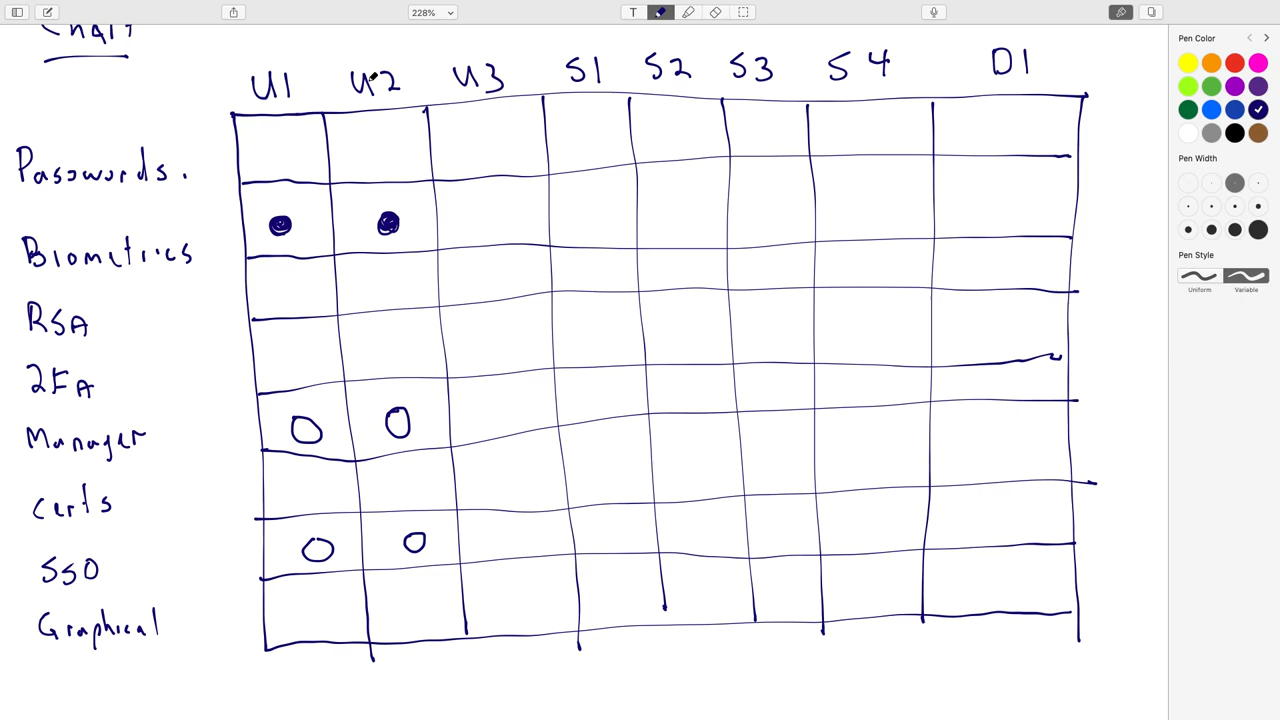 228%
T
Chart
U1 U2 U3 S1 S2 S3 S4 D1
Passwords.
Biometrics
RSA
2FA
Manager
Certs
SSO
Graphical
Pen Color
Pen Width
Pen Style
Uniform Variable